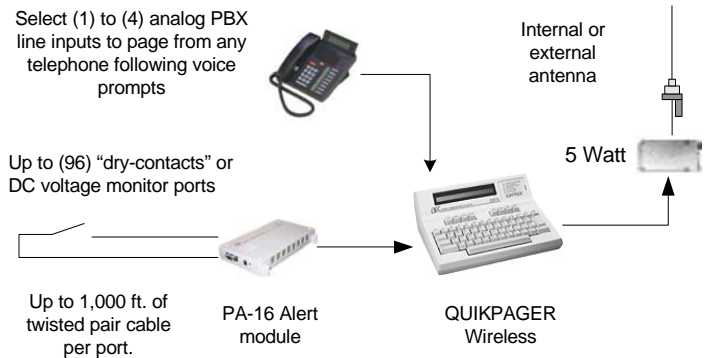 Select (1) to (4) analog PBX
line inputs to page from any
telephone following voice
prompts
Internal or
external
antenna
5 Watt
Up to (96) “dry-contacts” or
DC voltage monitor ports
Up to 1,000 ft. of
twisted pair cable
per port.
PA-16 Alert
module
QUIKPAGER
Wireless